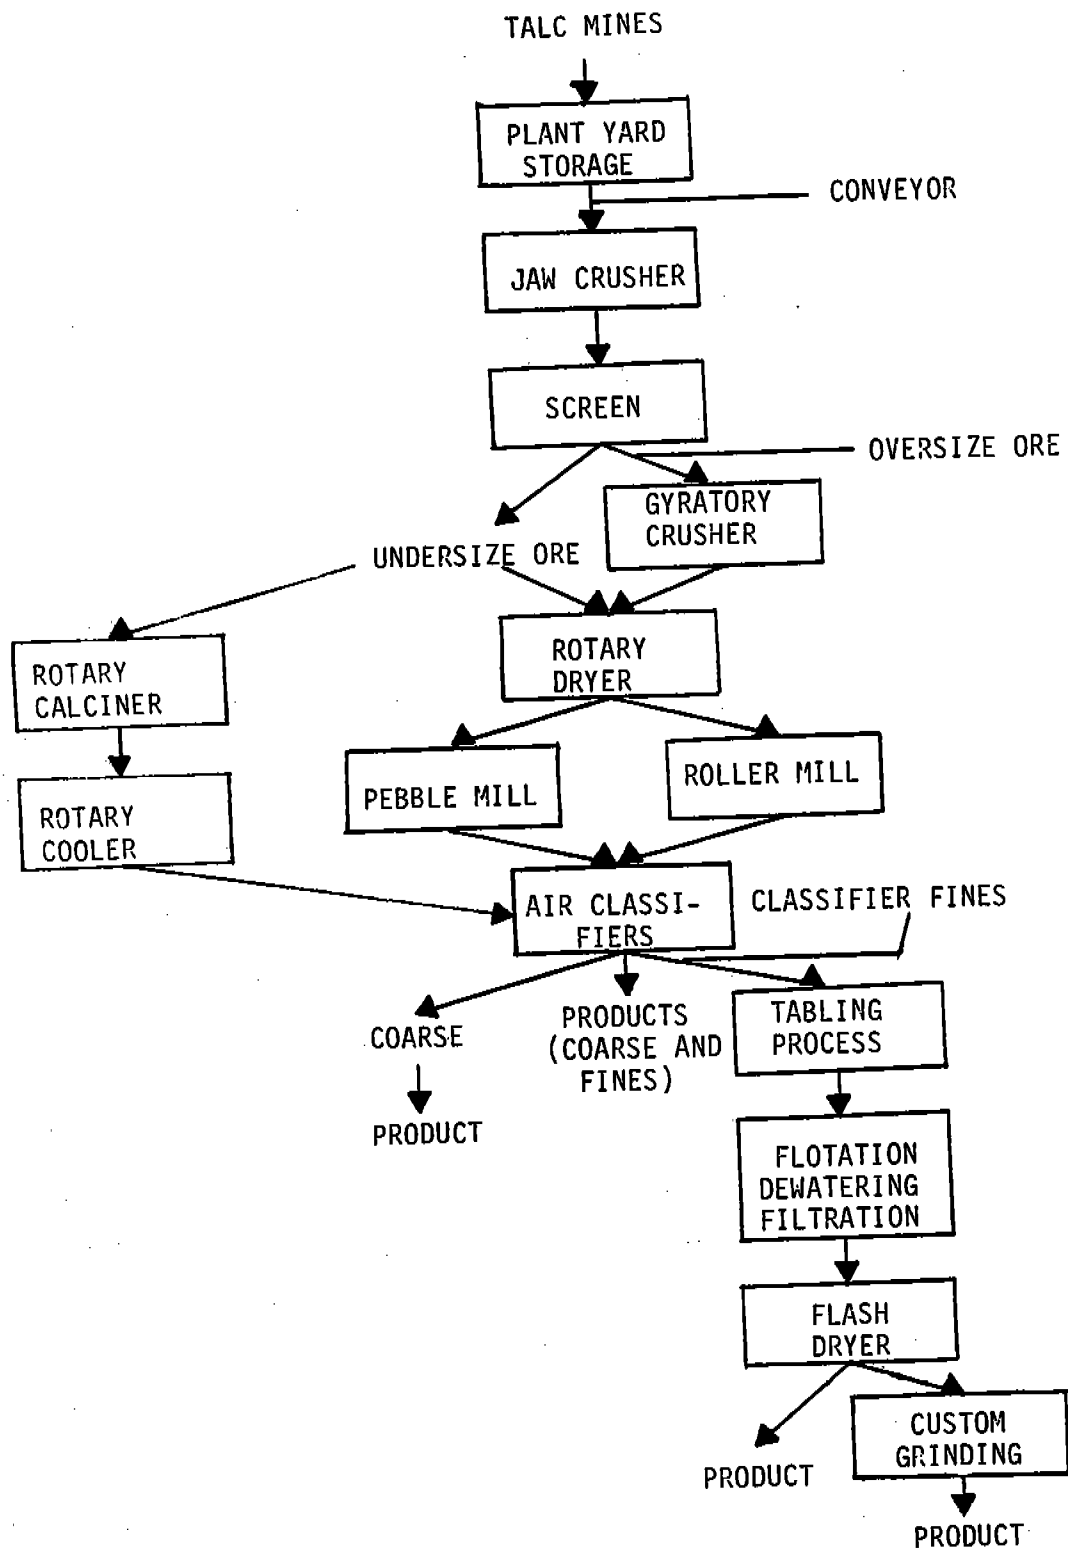 TALC MINES
PLANT YARD
STORAGE
CONVEYOR
JAW CRUSHER
SCREEN
OVERSIZE ORE
GYRATORY
CRUSHER
UNDERSIZE ORE
ROTARY
CALCINER
ROTARY
DRYER
ROTARY
COOLER
PEBBLE MILL
ROLLER MILL
AIR CLASSI-
FIERS
CLASSIFIER FINES
COARSE
PRODUCT
PRODUCTS
(COARSE AND
FINES)
TABLING
PROCESS
FLOTATION
DEWATERING
FILTRATION
FLASH
DRYER
PRODUCT
CUSTOM
GRINDING
PRODUCT